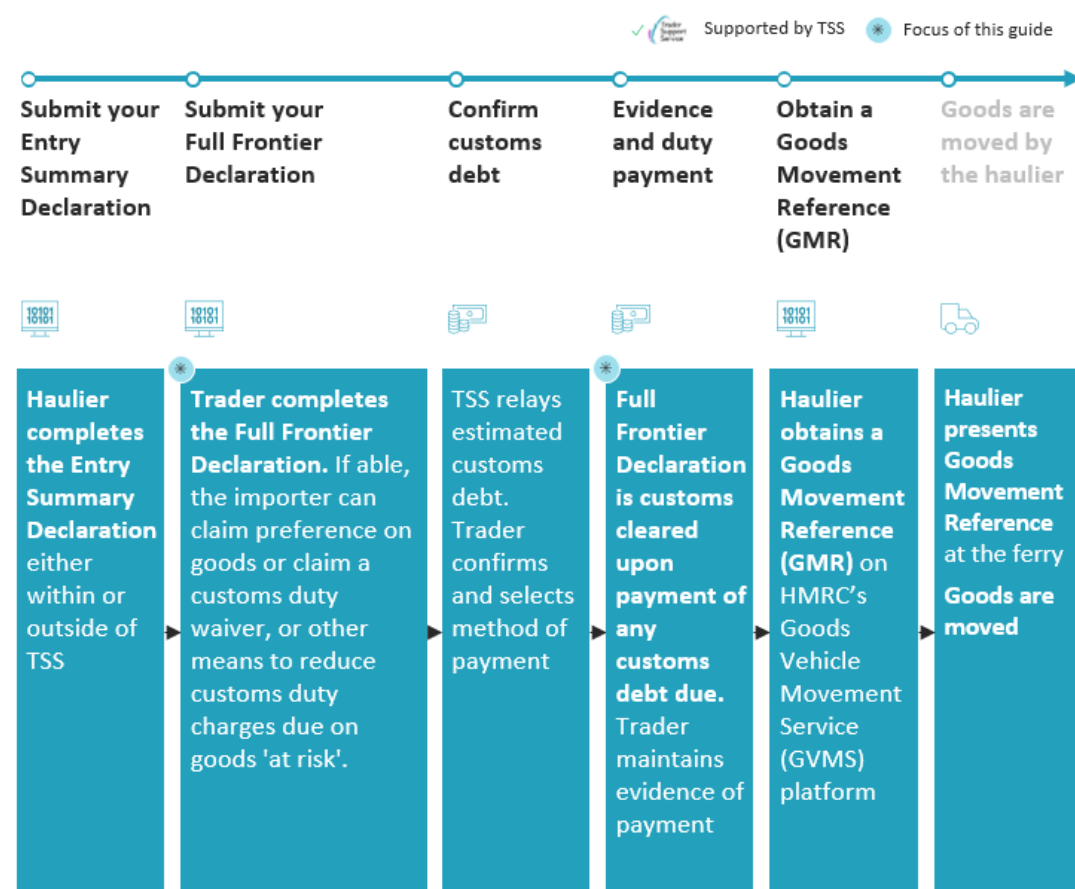 Trader
Support
Service
Supported by TSS
Focus of this guide
Submit your
Entry
Summary
Declaration
Submit your
Full Frontier
Declaration
Confirm
customs
debt
Evidence
and duty
payment
Obtain a
Goods
Movement
Reference
(GMR)
Goods are
moved by
the haulier
10101
10101
10101
10101
10101
10101
Haulier
completes
the Entry
Summary
Declaration
either
within or
outside of
TSS
Trader completes
the Full Frontier
Declaration. If able,
the importer can
claim preference on
goods or claim a
customs duty
waiver, or other
means to reduce
customs duty
charges due on
goods 'at risk'.
TSS relays
estimated
customs
debt.
Trader
confirms
and selects
method of
payment
Full
Frontier
Declaration
is customs
cleared
upon
payment of
any
customs
debt due.
Trader
maintains
evidence of
payment
Haulier
obtains a
Goods
Movement
Reference
(GMR) on
HMRC's
Goods
Vehicle
Movement
Service
(GVMS)
platform
Haulier
presents
Goods
Movement
Reference
at the ferry
Goods are
moved